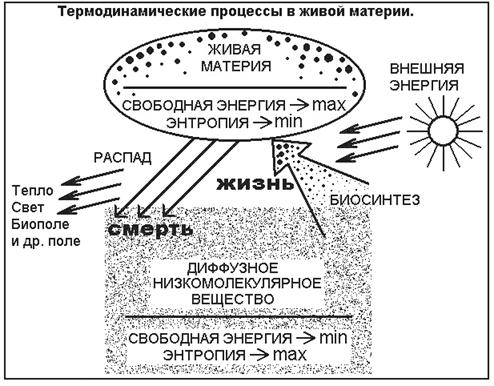 Термодинамические процессы в живой материи.
ЖИВАЯ
МАТЕРИЯ
СВОБОДНАЯ ЭНЕРГИЯ → max
ЭНТРОПИЯ → min
ВНЕШНЯЯ
ЭНЕРГИЯ
РАСПАД
Тепло
Свет
Биополе
и др. поле
жизнь
БИОСИНТЕЗ
смерть
ДИФФУЗНОЕ
НИЗКОМОЛЕКУЛЯРНОЕ
ВЕЩЕСТВО
СВОБОДНАЯ ЭНЕРГИЯ → min
ЭНТРОПИЯ → max